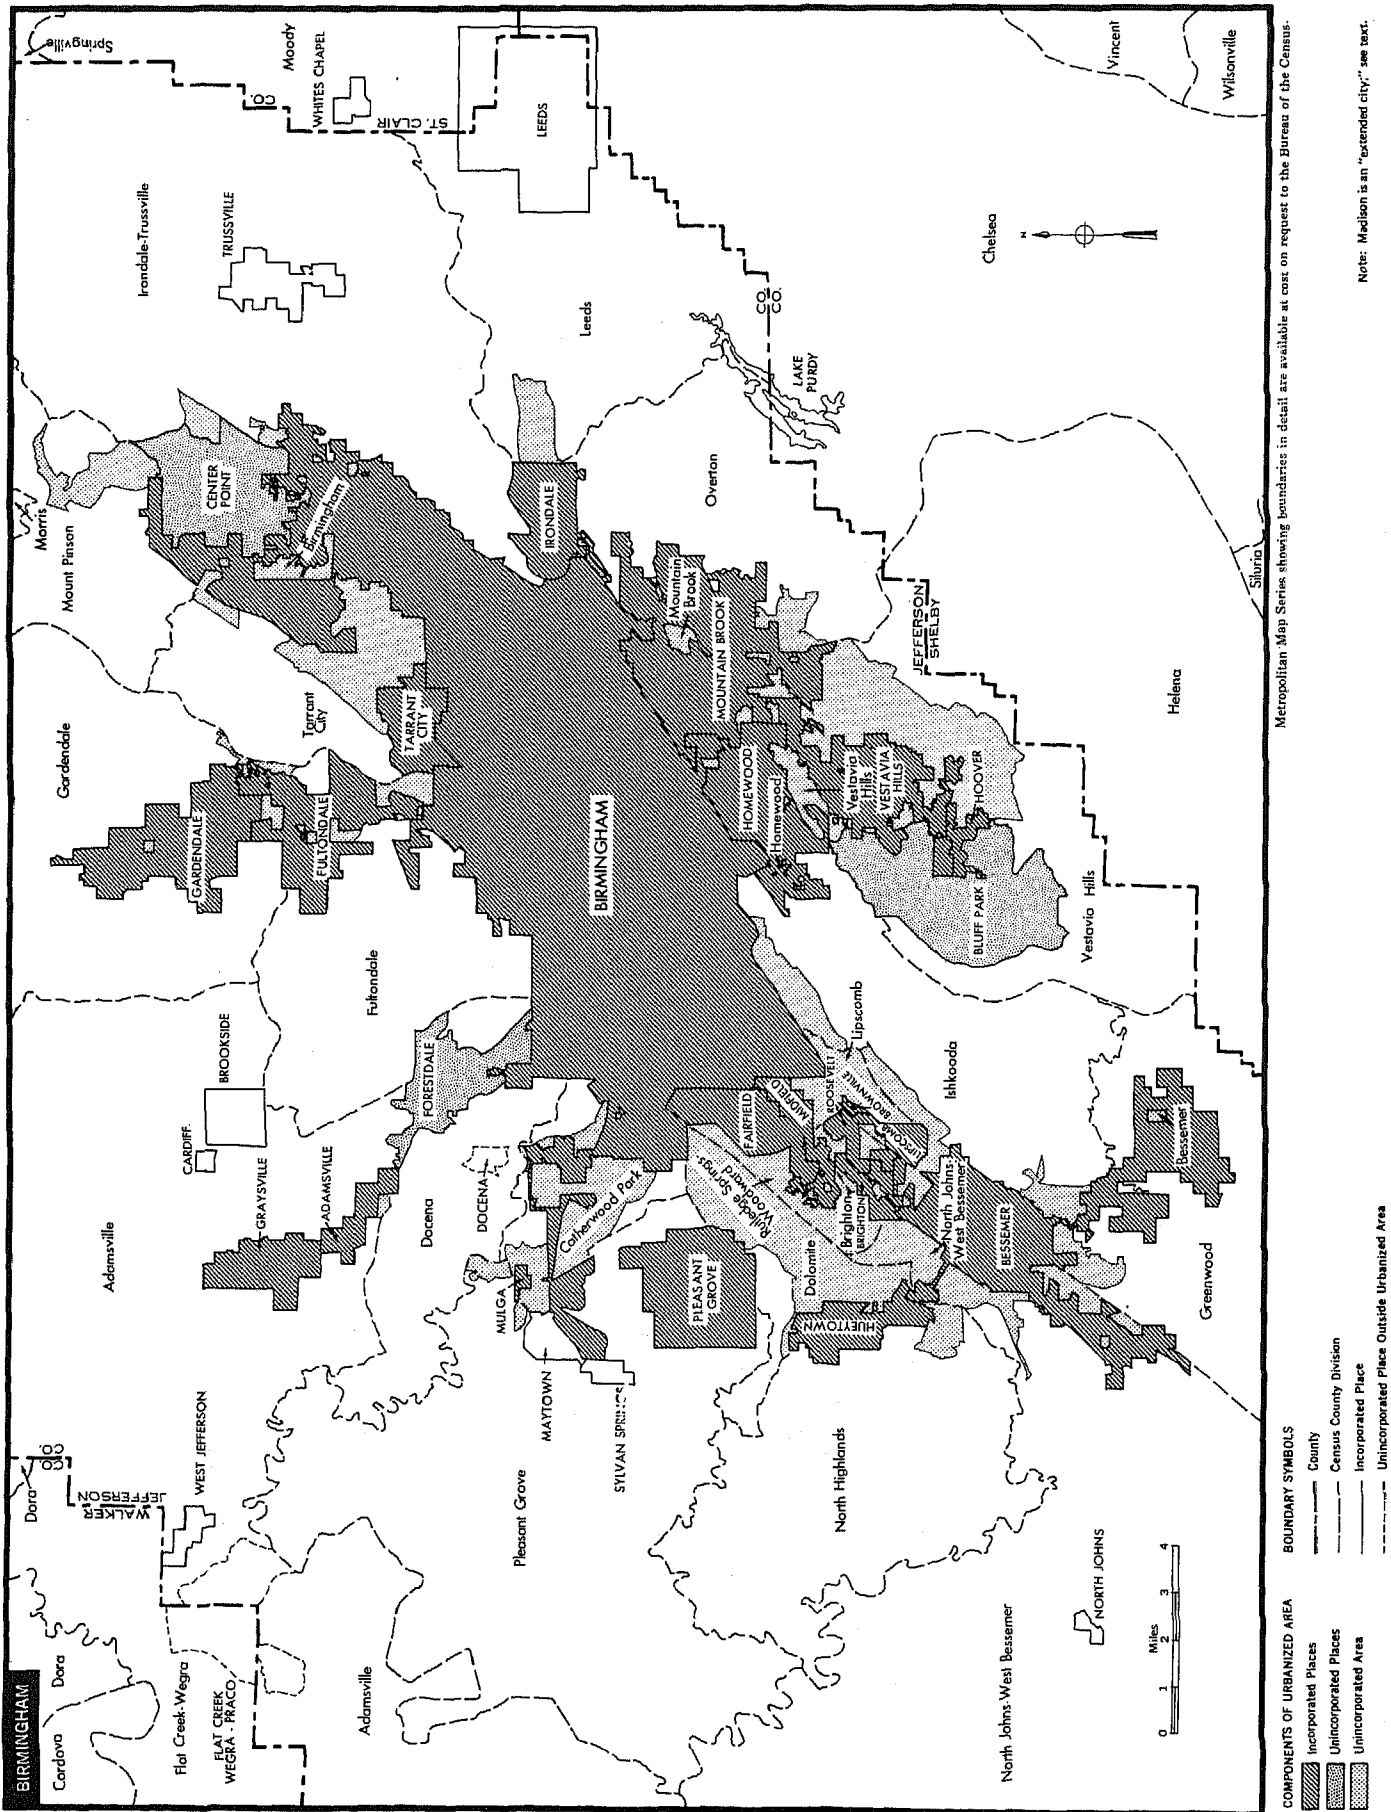 BIRMINGHAM
Cordova
Dora
Dora
CO.
CO.
WALKER
JEFFERSON
WEST JEFFERSON
Flat Creek-Wegra
FLAT CREEK
WEGRA - PRACO
Adamsville
Adamsville
CARDIFF
BROOKSIDE
GRAYSVILLE
ADAMSVILLE
Gardendale
GARDENDALE
Fultondale
FULTONDALE
Mount Pinson
Morris
Tarrant
City
TARRANT
CITY
CENTER
POINT
Birmingham
Irondale-Trussville
TRUSSVILLE
Springville
Moody
WHITES CHAPEL
CO.
ST. CLAIR
LEEDS
Leeds
FORESTDALE
Docena
DOCENA
MULGA
MAYTOWN
SYLVAN SPRINGS
Catherwood Park
Pleasant Grove
PLEASANT
GROVE
BIRMINGHAM
IRONDALE
Overton
Mountain
Brook
MOUNTAIN BROOK
HOMEWOOD
Homewood
Vestavia
Hills
VESTAVIA
HILLS
HOOVER
BLUFF PARK
Vestavia Hills
LAKE
PURDY
CO.
CO.
JEFFERSON
SHELBY
Chelsea
N
Vincent
Wilsonville
Siluria
Helena
FAIRFIELD
MIDFIELD
Rutledge Springs
Woodward
Dolomite
HUEYTOWN
Brighton
BRIGHTON
ROOSEVELT
BROWNVILLE
LIPSCOMB
Lipscomb
Ishkooda
North Johns-
West Bessemer
BESSEMER
Bessemer
Greenwood
North Highlands
North Johns-West Bessemer
NORTH JOHNS
0 1 2 3 4
Miles
Metropolitan Map Series showing boundaries in detail are available at cost on request to the Bureau of the Census.
COMPONENTS OF URBANIZED AREA
Incorporated Places
Unincorporated Places
Unincorporated Area
BOUNDARY SYMBOLS
County
Census County Division
Incorporated Place
Unincorporated Place Outside Urbanized Area
Note: Madison is an "extended city;" see text.